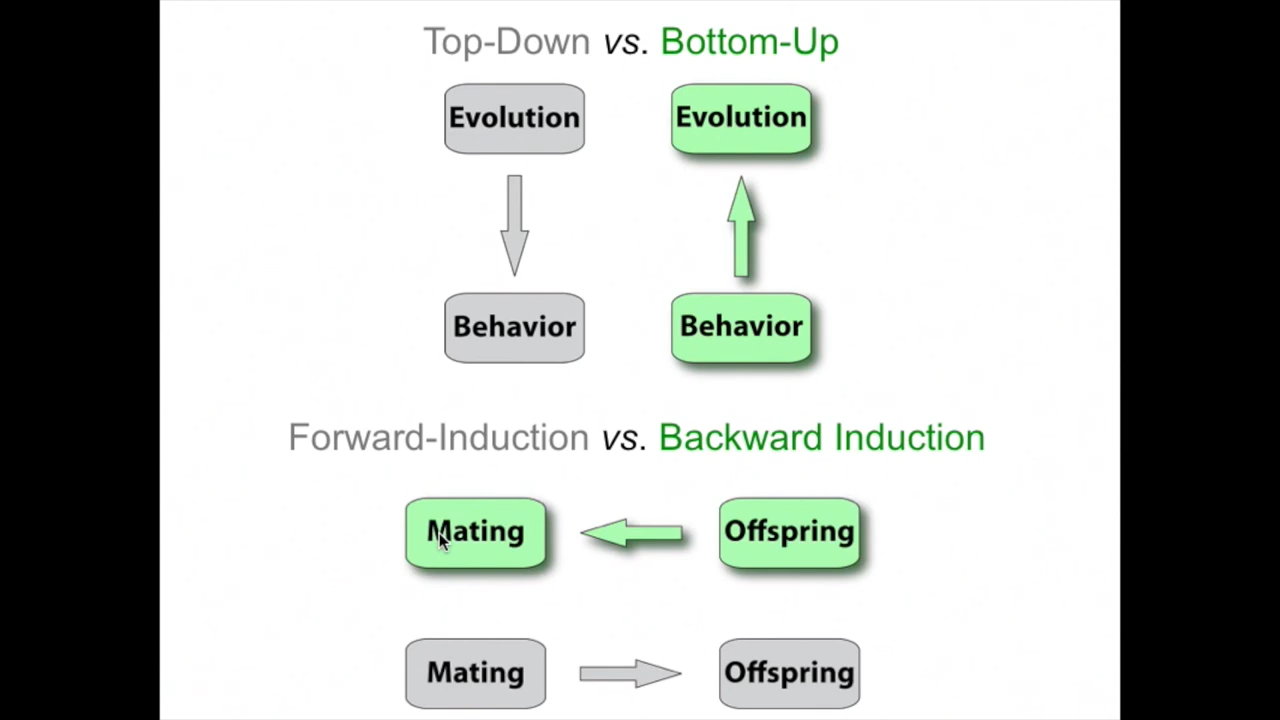 Top-Down vs. Bottom-Up
Evolution Evolution
Behavior Behavior
Forward-Induction vs. Backward Induction
Mating Offspring
Mating Offspring